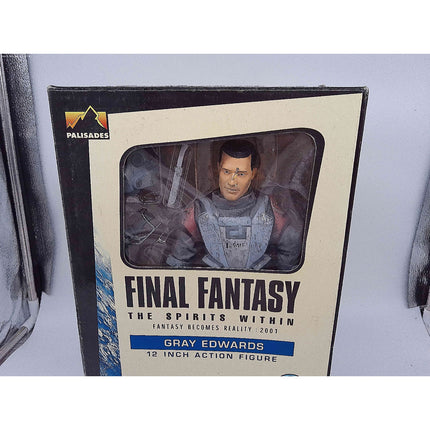 PALISADES
FINAL FANTASY
THE SPIRITS WITHIN
FANTASY BECOMES REALITY : 2001
GRAY EDWARDS
12 INCH ACTION FIGURE